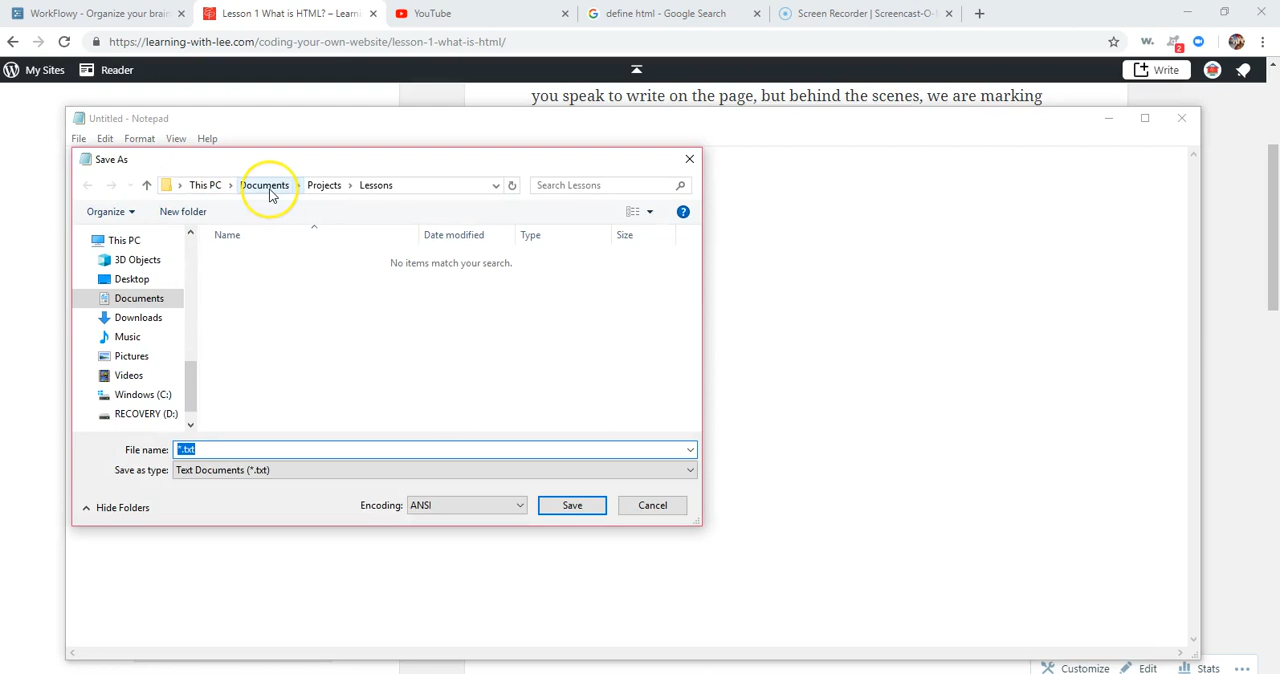 WorkFlowy - Organize your brain
Lesson 1 What is HTML? – Learni
YouTube
define html - Google Search
Screen Recorder | Screencast-O-
https://learning-with-lee.com/coding-your-own-website/lesson-1-what-is-html/
W.
2
My Sites
Reader
Write
you speak to write on the page, but behind the scenes, we are marking
Untitled - Notepad
File Edit Format View Help
Save As
This PC Documents Projects Lessons
Search Lessons
Organize New folder
?
Name Date modified Type Size
No items match your search.
This PC
3D Objects
Desktop
Documents
Downloads
Music
Pictures
Videos
Windows (C:)
RECOVERY (D:)
File name: *.txt
Save as type: Text Documents (*.txt)
Hide Folders
Encoding: ANSI
Save
Cancel
Customize Edit Stats